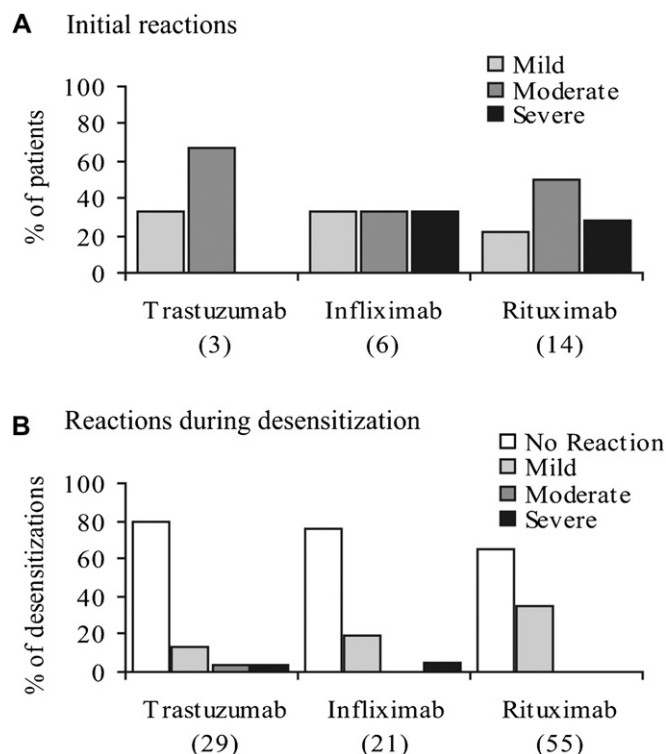 A Initial reactions
Mild
Moderate
Severe
% of patients
100
80
60
40
20
0
Trastuzumab Infliximab Rituximab
(3) (6) (14)
B Reactions during desensitization
No Reaction
Mild
Moderate
Severe
% of desensitizations
100
80
60
40
20
0
Trastuzumab Infliximab Rituximab
(29) (21) (55)